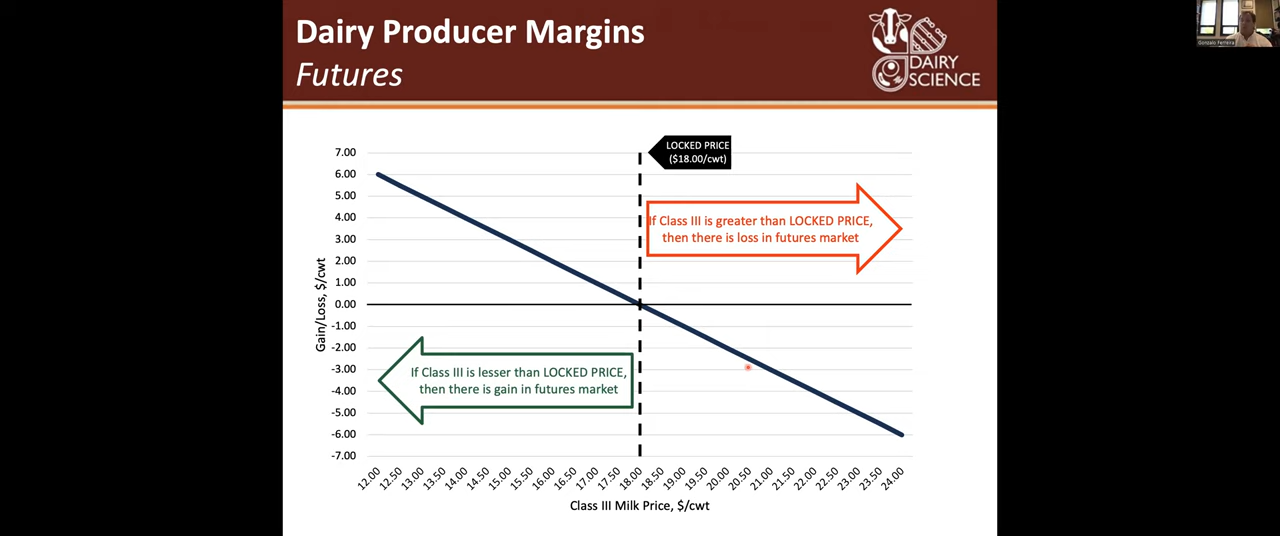 Dairy Producer Margins
Futures
DAIRY
SCIENCE
Gonzalo Ferreira
LOCKED PRICE
($18.00/cwt)
If Class III is greater than LOCKED PRICE,
then there is loss in futures market
If Class III is lesser than LOCKED PRICE,
then there is gain in futures market
Gain/Loss, $/cwt
7.00
6.00
5.00
4.00
3.00
2.00
1.00
0.00
-1.00
-2.00
-3.00
-4.00
-5.00
-6.00
-7.00
12.00 12.50 13.00 13.50 14.00 14.50 15.00 15.50 16.00 16.50 17.00 17.50 18.00 18.50 19.00 19.50 20.00 20.50 21.00 21.50 22.00 22.50 23.00 23.50 24.00
Class III Milk Price, $/cwt